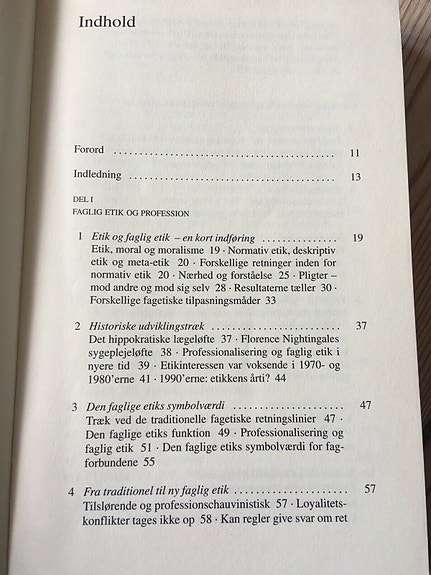 Indhold
Forord .......................................... 11
Indledning ...................................... 13
DEL I
FAGLIG ETIK OG PROFESSION
1 Etik og faglig etik – en kort indføring ............... 19
Etik, moral og moralisme 19 · Normativ etik, deskriptiv
etik og meta-etik 20 · Forskellige retninger inden for
normativ etik 20 · Nærhed og forståelse 25 · Pligter –
mod andre og mod sig selv 28 · Resultaterne tæller 30 ·
Forskellige fagetiske tilpasningsmåder 33
2 Historiske udviklingstræk ........................ 37
Det hippokratiske lægeløfte 37 · Florence Nightingales
sygeplejeløfte 38 · Professionalisering og faglig etik i
nyere tid 39 · Etikinteressen var voksende i 1970- og
1980'erne 41 · 1990'erne: etikkens årti? 44
3 Den faglige etiks symbolværdi ..................... 47
Træk ved de traditionelle fagetiske retningslinier 47 ·
Den faglige etiks funktion 49 · Professionalisering og
faglig etik 51 · Den faglige etiks symbolværdi for fag-
forbundene 55
4 Fra traditionel til ny faglig etik .................... 57
Tilslørende og professionschauvinistisk 57 · Loyalitets-
konflikter tages ikke op 58 · Kan regler give svar om ret